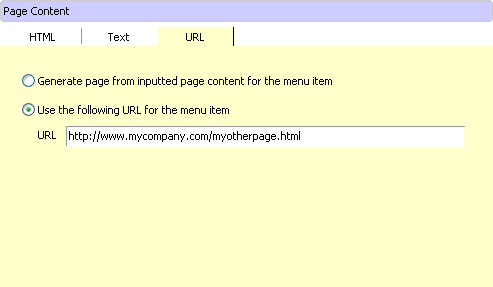 Page Content
HTML Text URL
Generate page from inputted page content for the menu item
Use the following URL for the menu item
URL http://www.mycompany.com/myotherpage.html